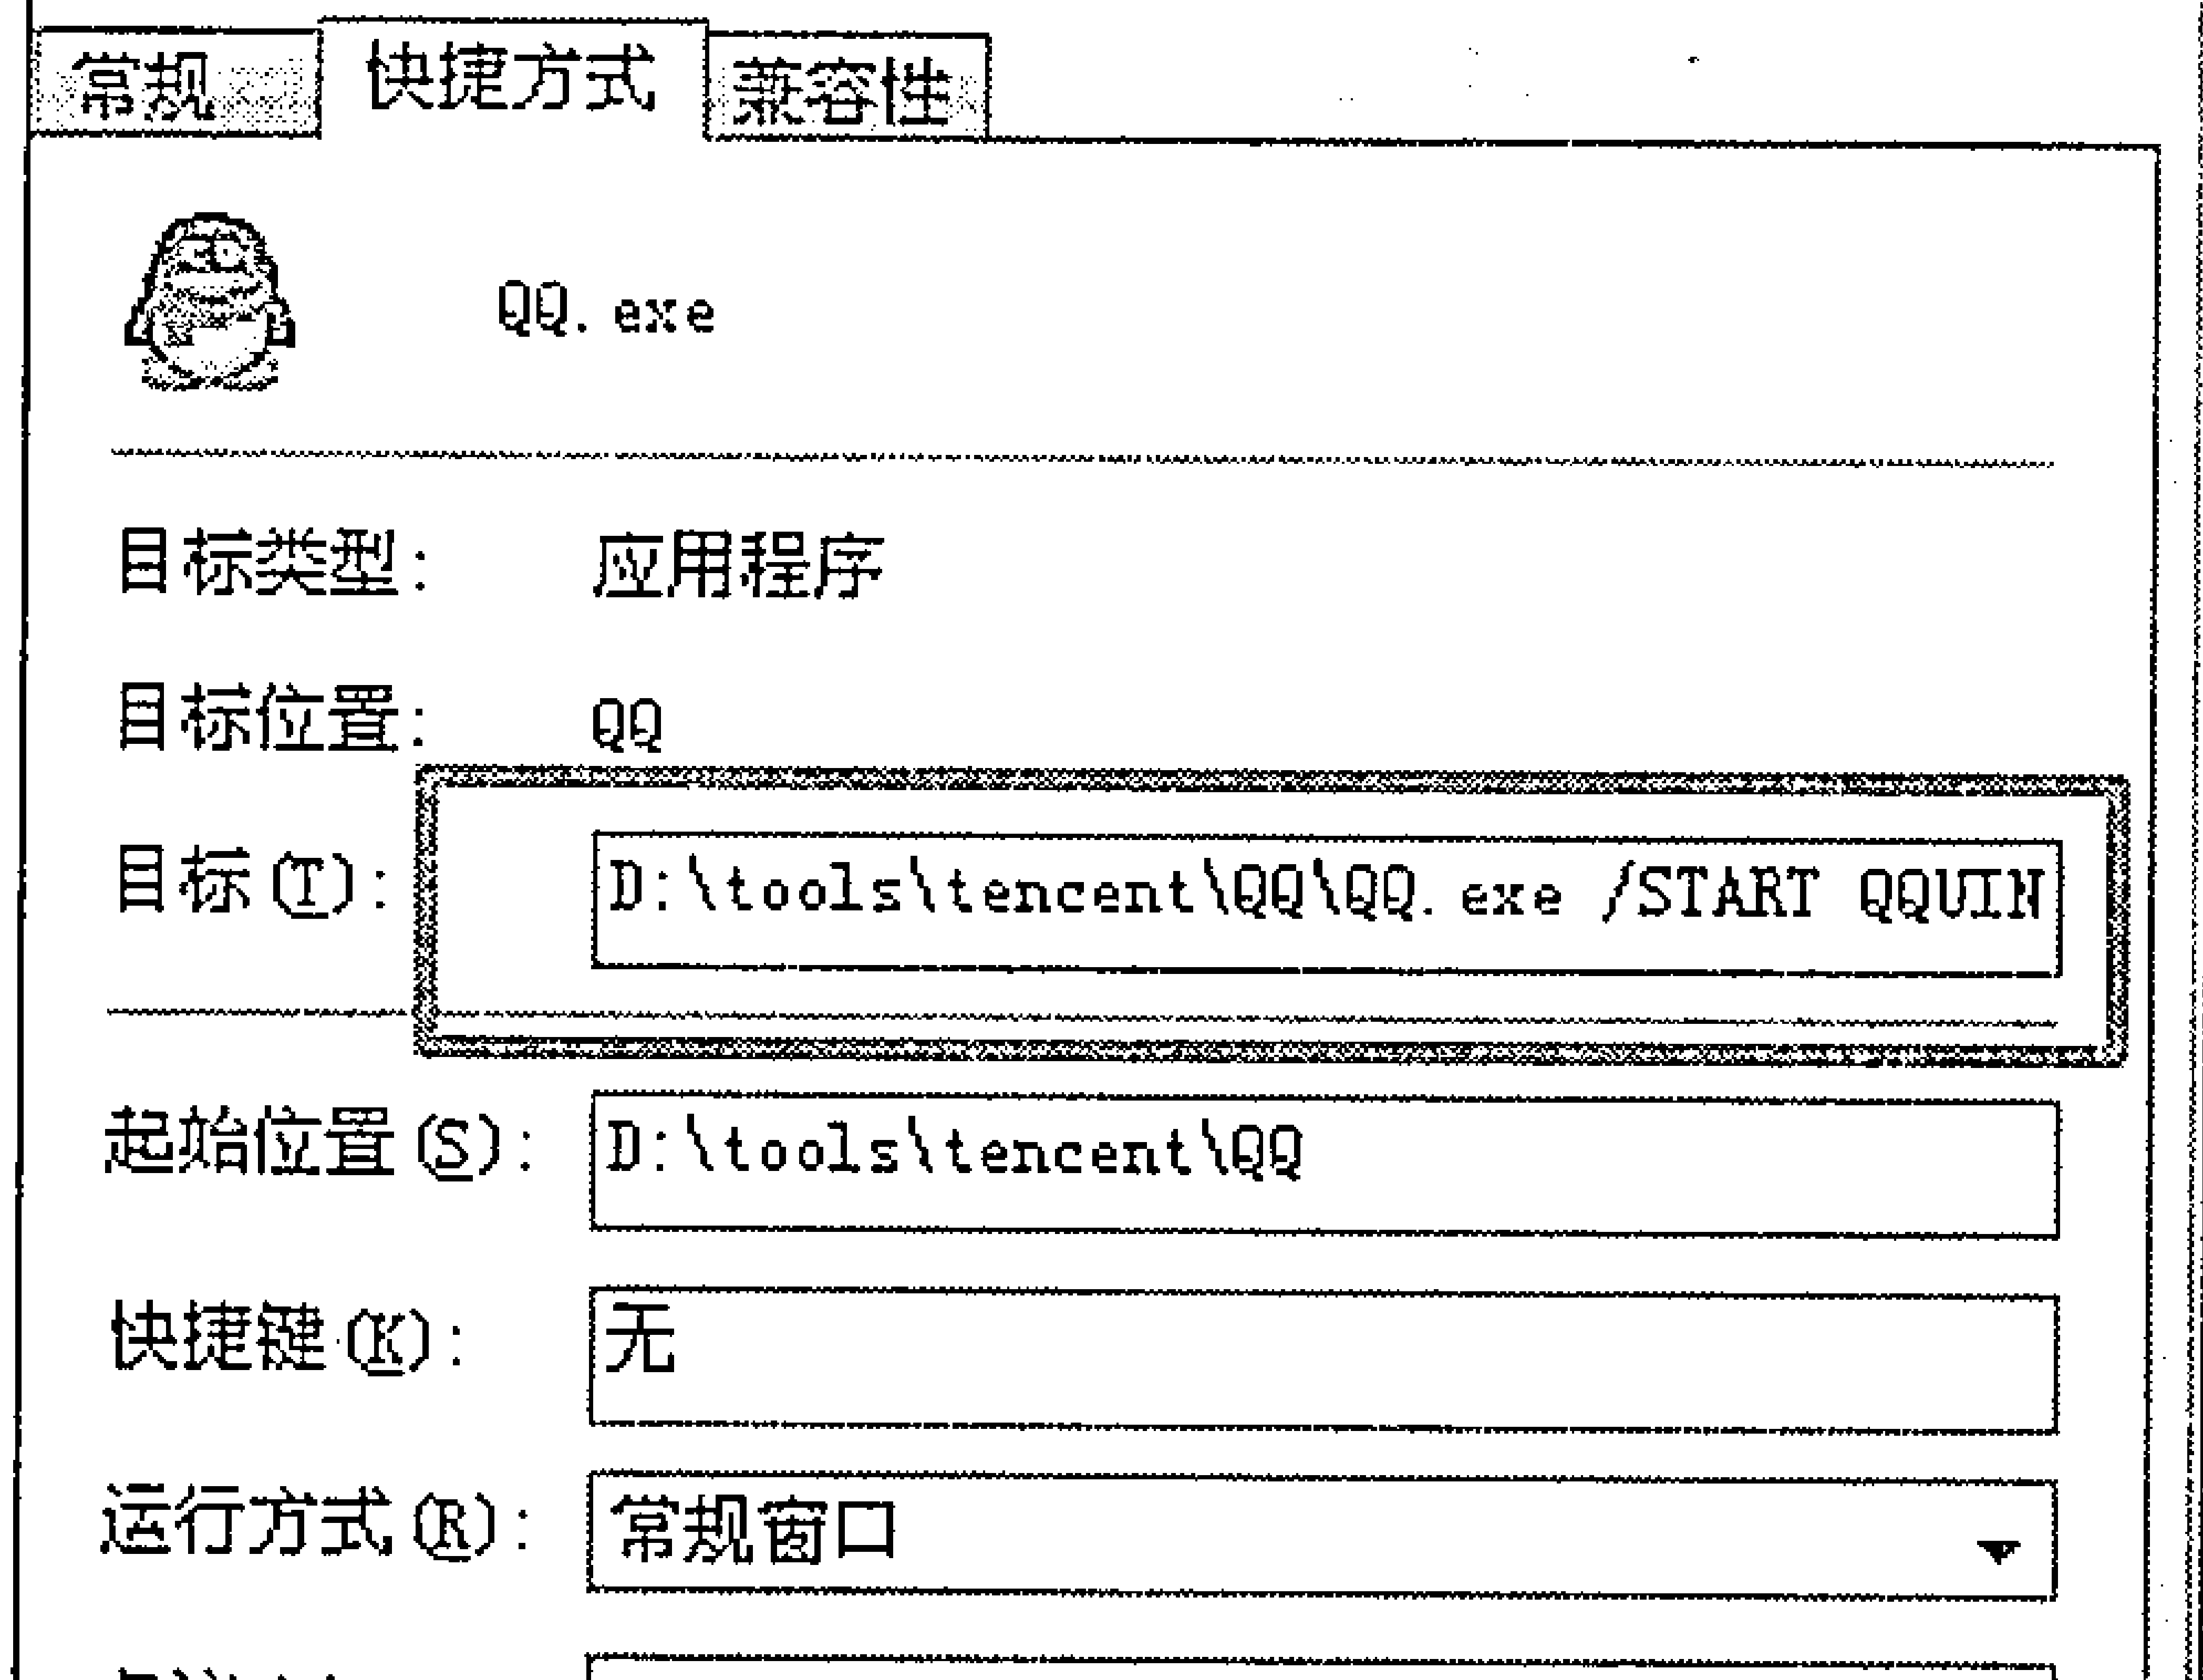 常规 快捷方式 兼容性
QQ.exe
目标类型: 应用程序
目标位置: QQ
目标(T): D:\tools\tencent\QQ\QQ.exe /START QQUIN
起始位置(S): D:\tools\tencent\QQ
快捷键(K): 无
运行方式(R): 常规窗口